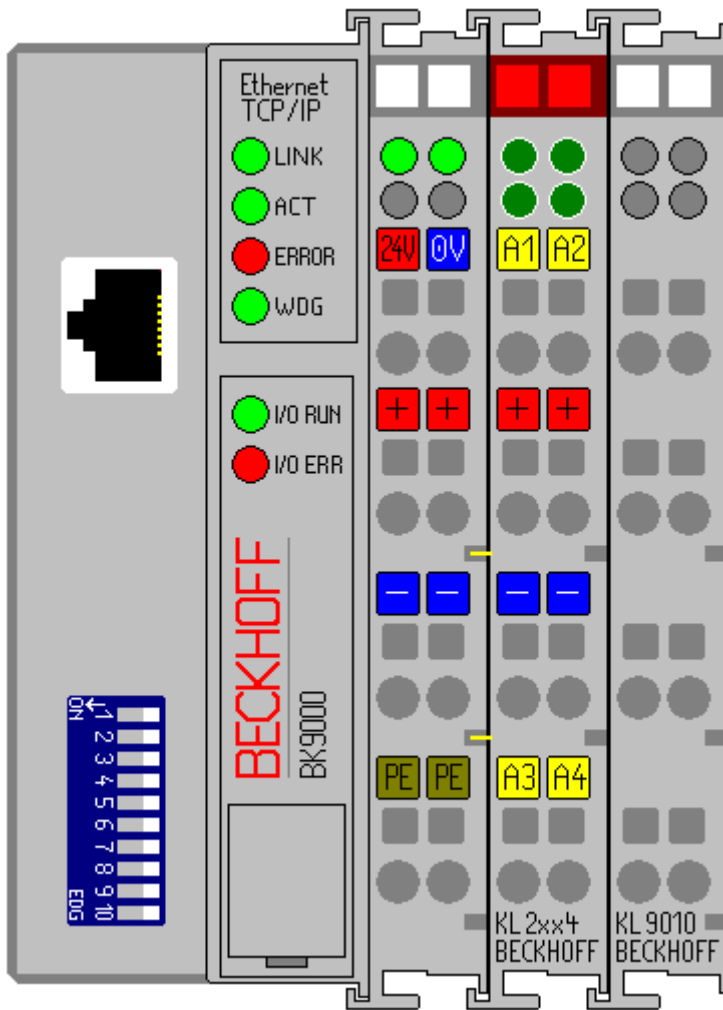 Ethernet
TCP/IP
LINK
ACT
ERROR
WDG
I/O RUN
I/O ERR
BECKHOFF
BK9000
ON
1
2
3
4
5
6
7
8
9
10
EDG
24V 0V
+ +
− −
PE PE
A1 A2
+ +
− −
A3 A4
KL 2xx4
BECKHOFF
KL 9010
BECKHOFF